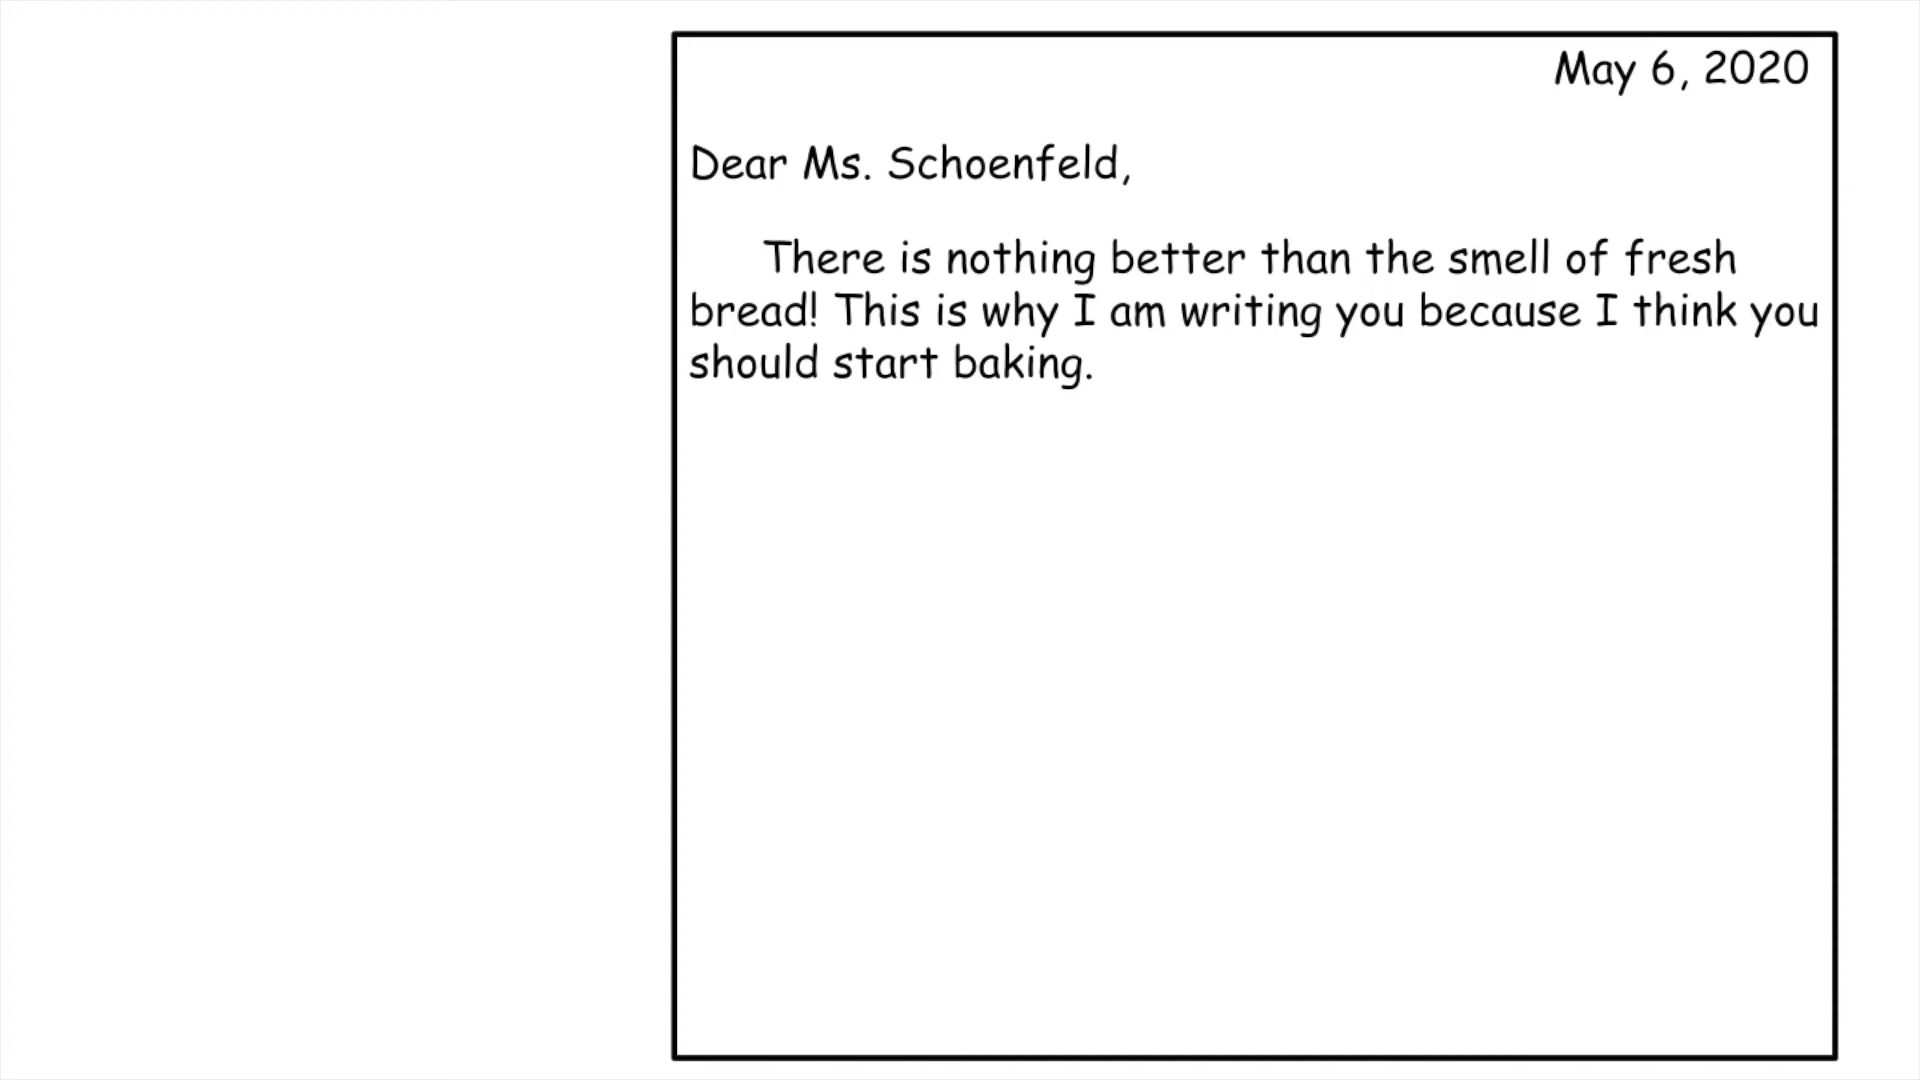 May 6, 2020
Dear Ms. Schoenfeld,
There is nothing better than the smell of fresh
bread! This is why I am writing you because I think you
should start baking.